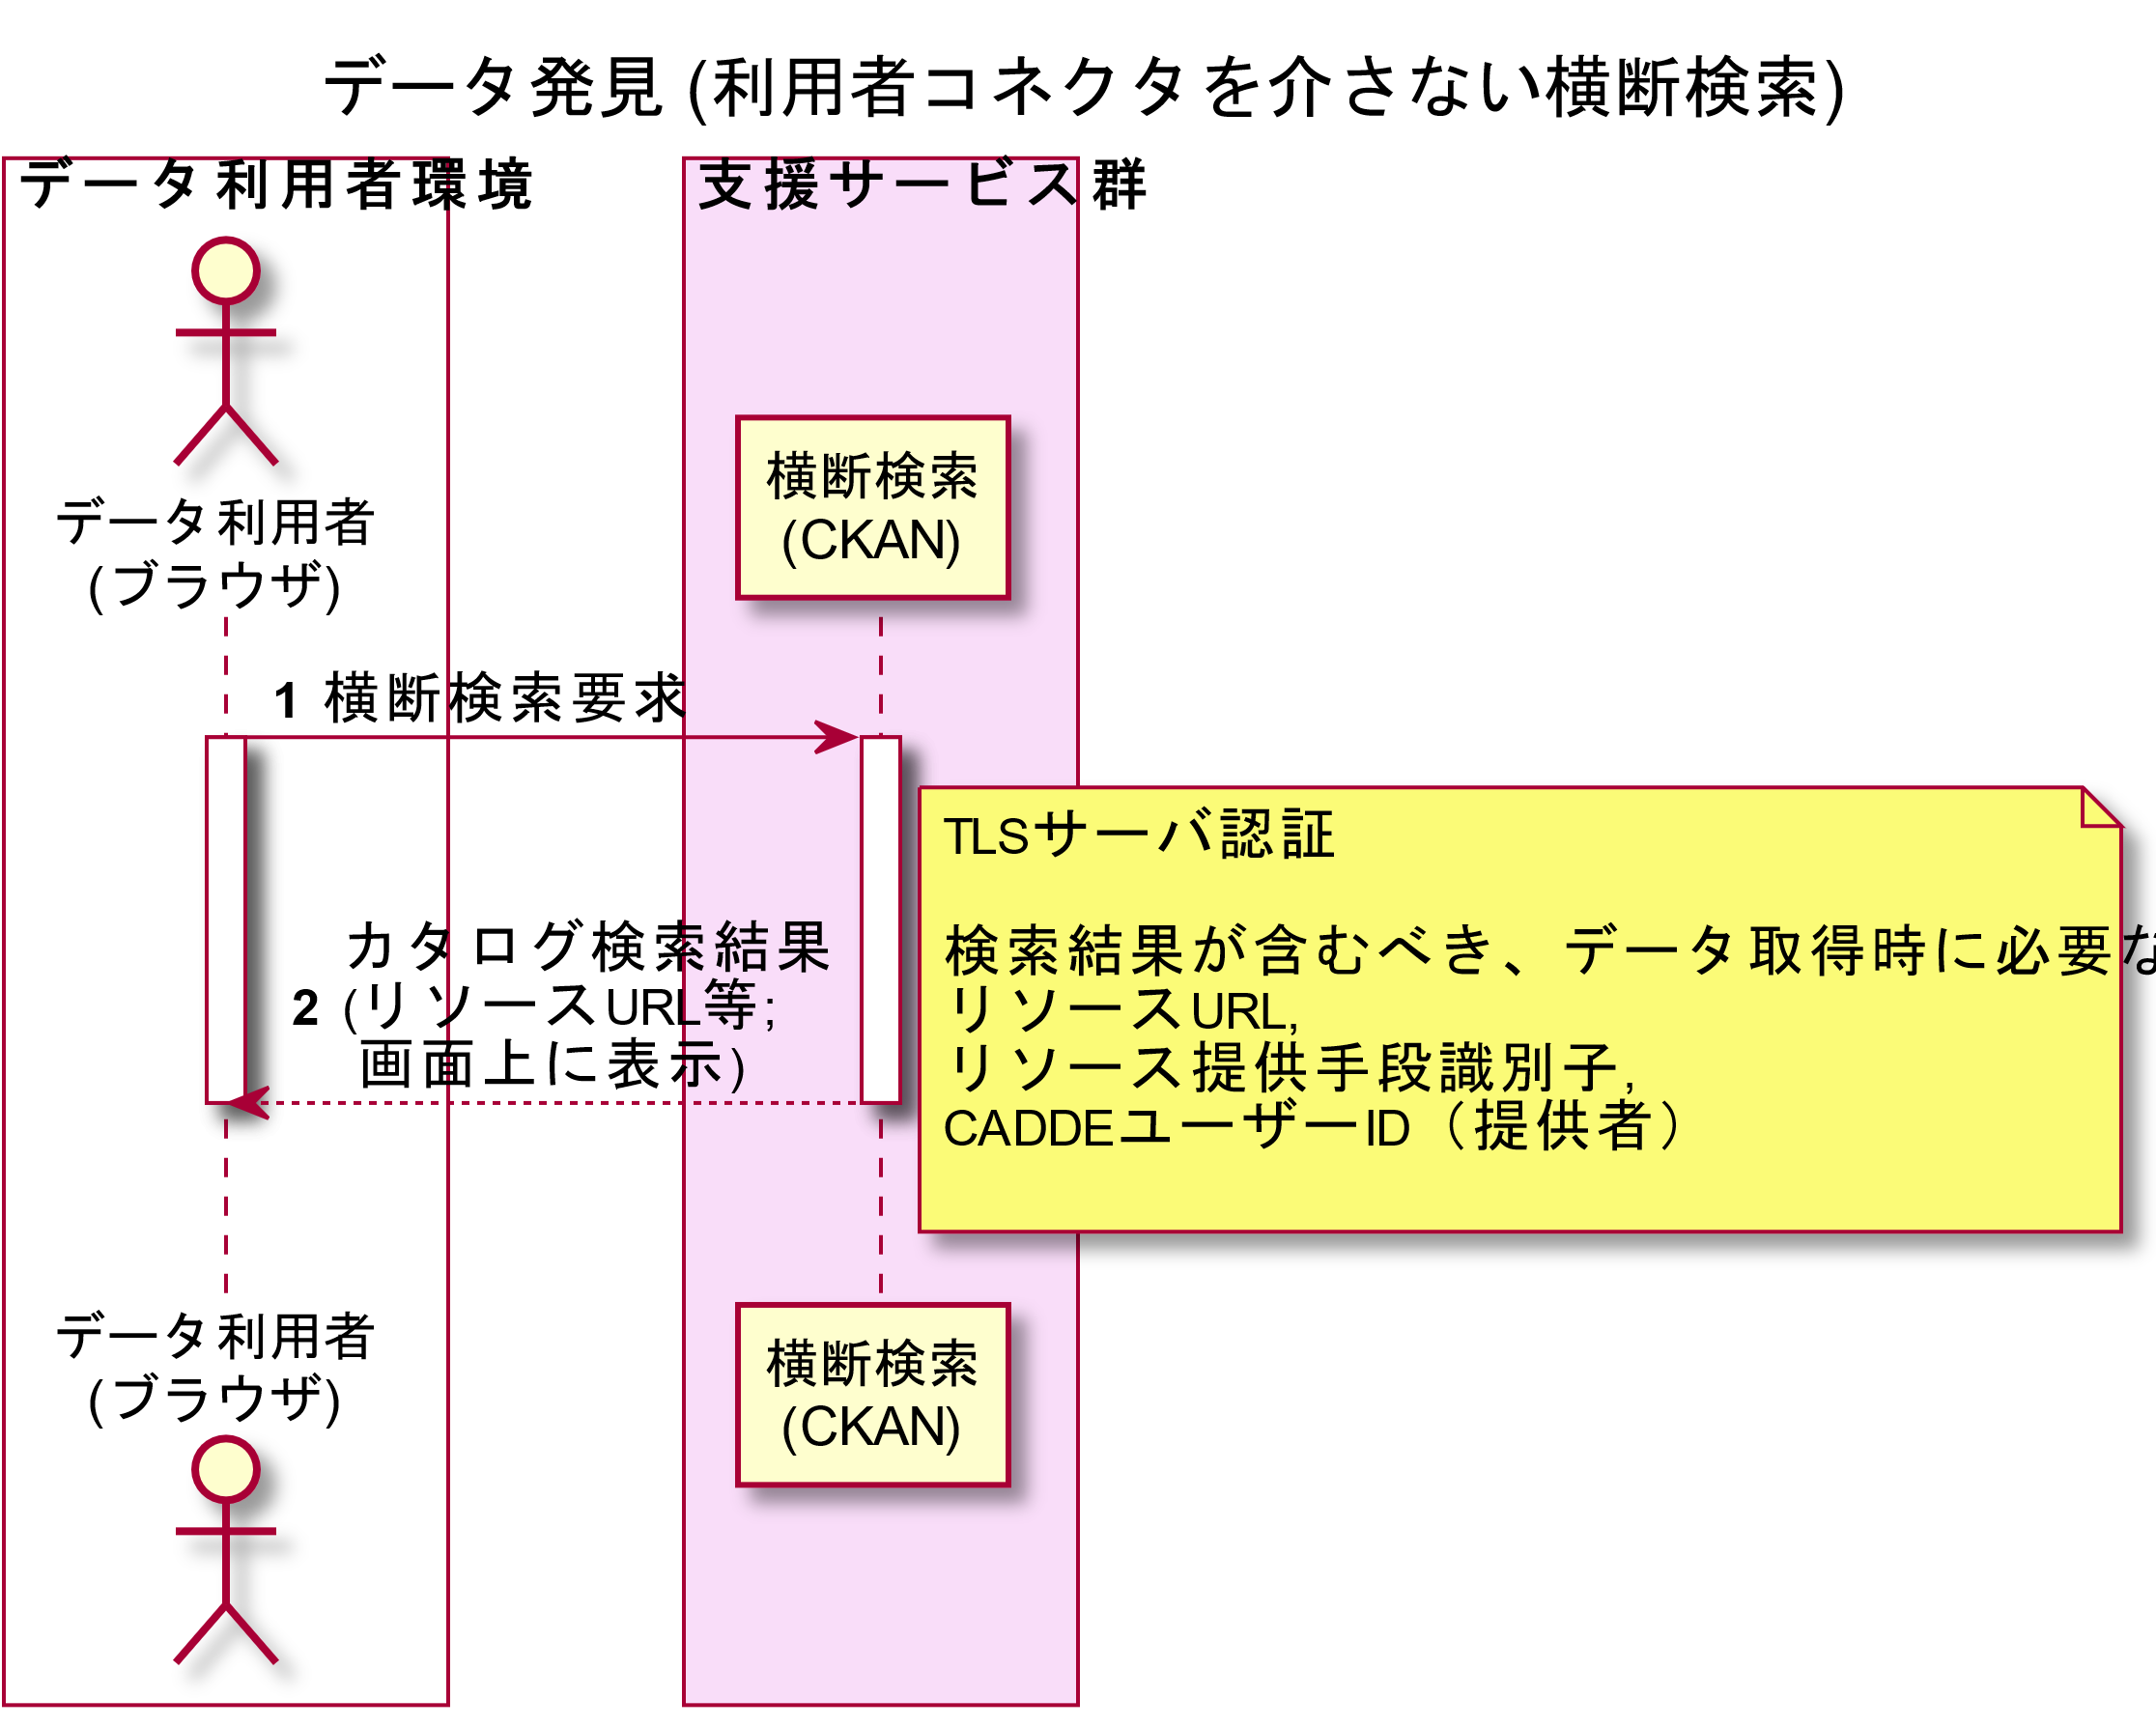 データ発見 (利用者コネクタを介さない横断検索)
データ利用者環境
支援サービス群
データ利用者
(ブラウザ)
横断検索
(CKAN)
1 横断検索要求
TLSサーバ認証
カタログ検索結果
2 (リソースURL等;
画面上に表示)
検索結果が含むべき、データ取得時に必要な
リソースURL,
リソース提供手段識別子,
CADDEユーザーID（提供者）
データ利用者
(ブラウザ)
横断検索
(CKAN)